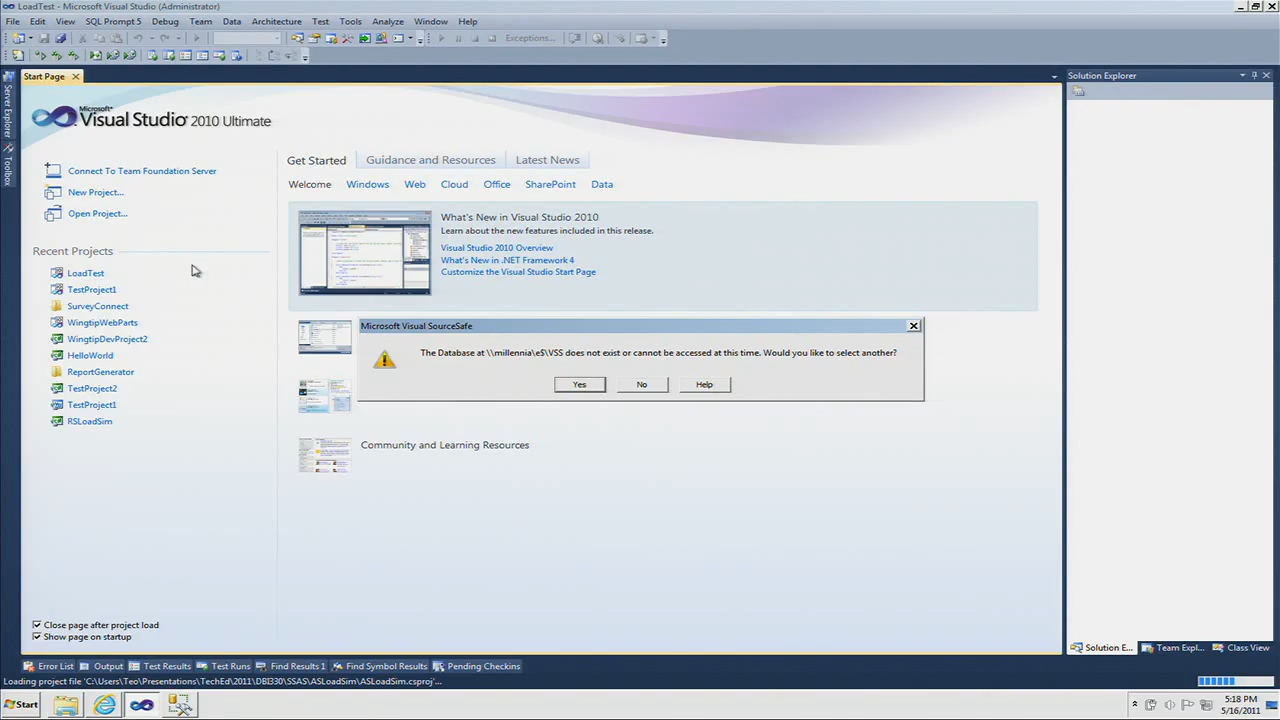 LoadTest - Microsoft Visual Studio (Administrator)
File Edit View SQL Prompt 5 Debug Team Data Architecture Test Tools Analyze Window Help
Exceptions...
Start Page
Solution Explorer
Server Explorer
Toolbox
Microsoft®
Visual Studio 2010 Ultimate
Connect To Team Foundation Server
New Project...
Open Project...
Recent Projects
LoadTest
TestProject1
SurveyConnect
WingtipWebParts
WingtipDevProject2
HelloWorld
ReportGenerator
TestProject2
TestProject1
RSLoadSim
Get Started Guidance and Resources Latest News
Welcome Windows Web Cloud Office SharePoint Data
What's New in Visual Studio 2010
Learn about the new features included in this release.
Visual Studio 2010 Overview
What's New in .NET Framework 4
Customize the Visual Studio Start Page
Microsoft Visual SourceSafe
The Database at \\millennia\e$\VSS does not exist or cannot be accessed at this time. Would you like to select another?
Yes No Help
Community and Learning Resources
Close page after project load
Show page on startup
Solution E... Team Expl... Class View
Error List Output Test Results Test Runs Find Results 1 Find Symbol Results Pending Checkins
Loading project file 'C:\Users\Teo\Presentations\TechEd\2011\DBI330\SSAS\ASLoadSim\ASLoadSim.csproj'...
Start
5:18 PM
5/16/2011